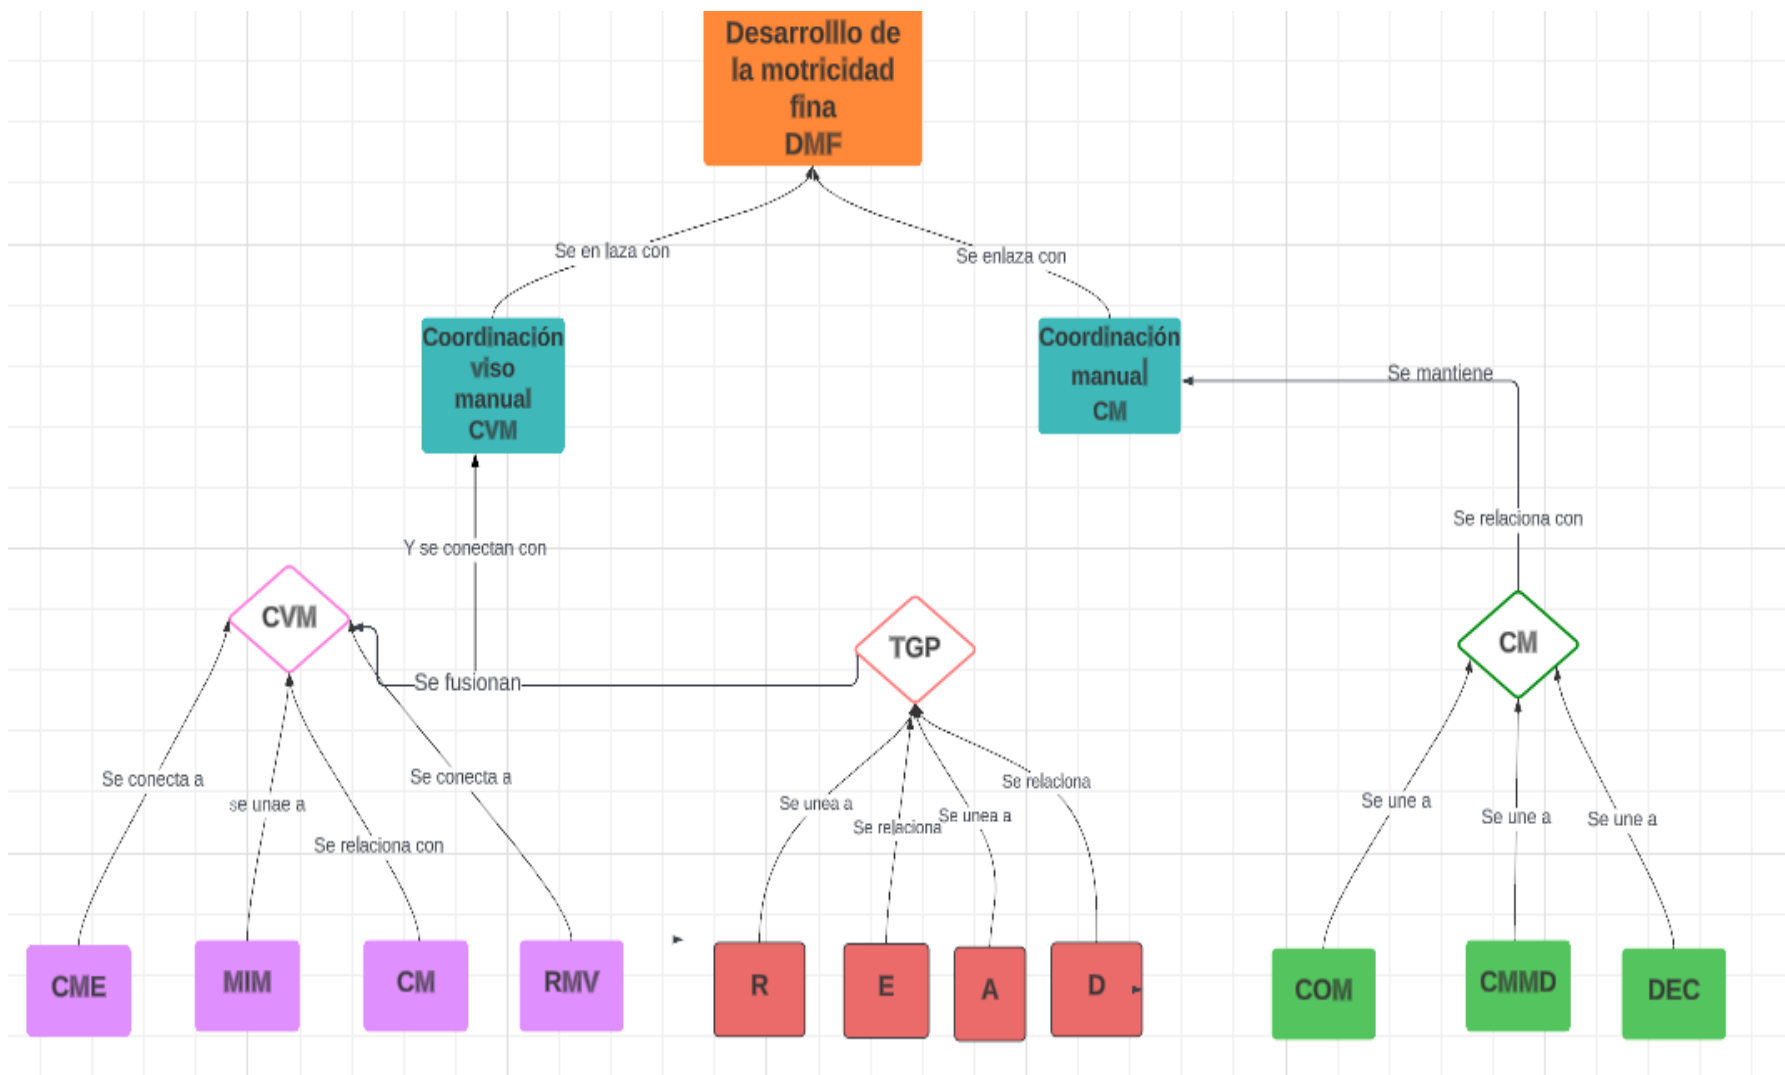 Desarrolllo de
la motricidad
fina
DMF
Se en laza con
Se enlaza con
Coordinación
viso
manual
CVM
Coordinación
manual
CM
Se mantiene
Se relaciona con
Y se conectan con
CVM
TGP
CM
Se fusionan
Se conecta a
se unae a
Se relaciona con
Se conecta a
Se unea a
Se relaciona
Se unea a
Se relaciona
Se une a
Se une a
Se une a
CME
MIM
CM
RMV
R
E
A
D
COM
CMMD
DEC